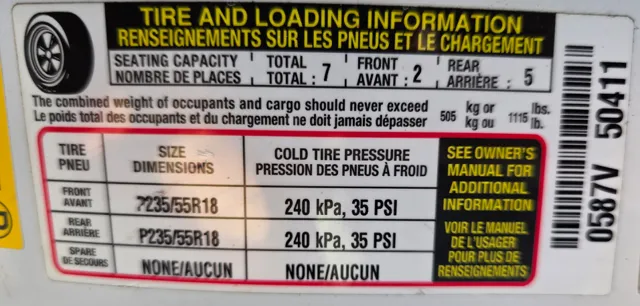 TIRE AND LOADING INFORMATION
RENSEIGNEMENTS SUR LES PNEUS ET LE CHARGEMENT
SEATING CAPACITY TOTAL FRONT REAR
NOMBRE DE PLACES TOTAL : 7 AVANT : 2 ARRIÈRE : 5
The combined weight of occupants and cargo should never exceed 505 kg or 1115 lbs.
Le poids total des occupants et du chargement ne doit jamais dépasser kg ou lb.
TIRE SIZE COLD TIRE PRESSURE
PNEU DIMENSIONS PRESSION DES PNEUS À FROID
FRONT
AVANT P235/55R18 240 kPa, 35 PSI
REAR
ARRIÈRE P235/55R18 240 kPa, 35 PSI
SPARE
DE SECOURS NONE/AUCUN NONE/AUCUN
SEE OWNER'S
MANUAL FOR
ADDITIONAL
INFORMATION
VOIR LE MANUEL
DE L'USAGER
POUR PLUS DE
RENSEIGNEMENTS
0587V 50411